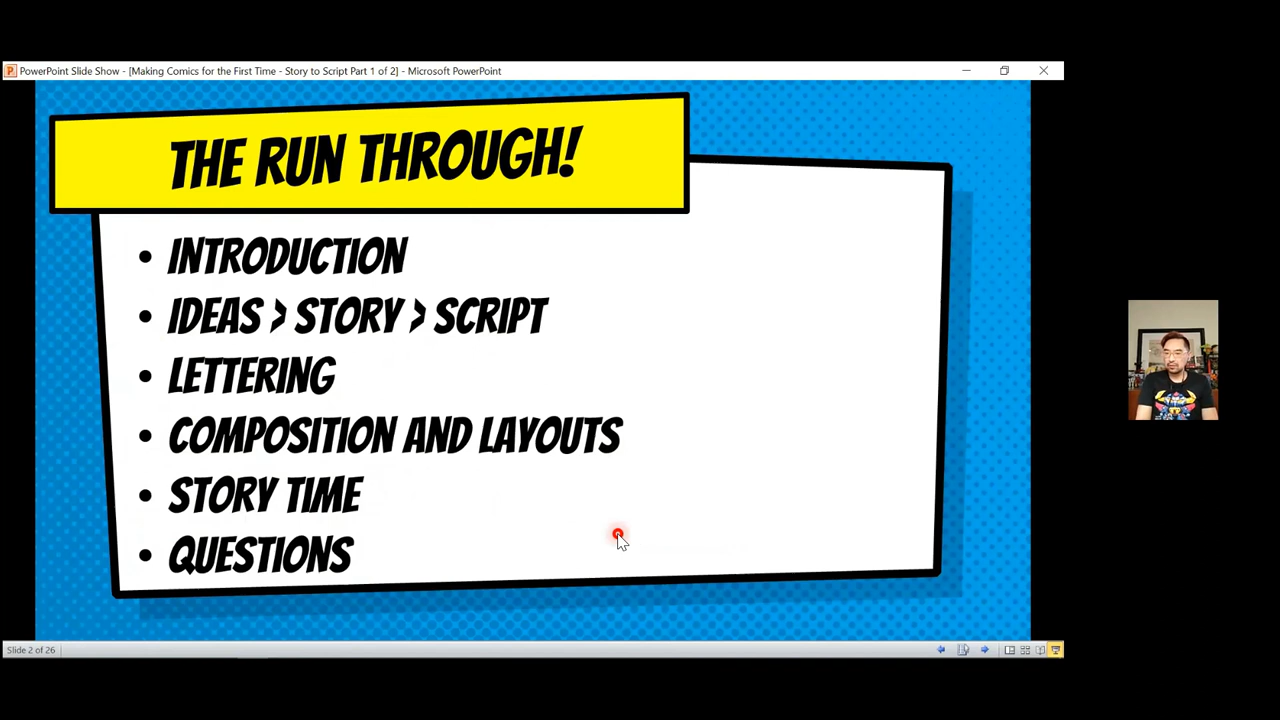 PowerPoint Slide Show - [Making Comics for the First Time - Story to Script Part 1 of 2] - Microsoft PowerPoint
THE RUN THROUGH!
• INTRODUCTION
• IDEAS > STORY > SCRIPT
• LETTERING
• COMPOSITION AND LAYOUTS
• STORY TIME
• QUESTIONS
Slide 2 of 26